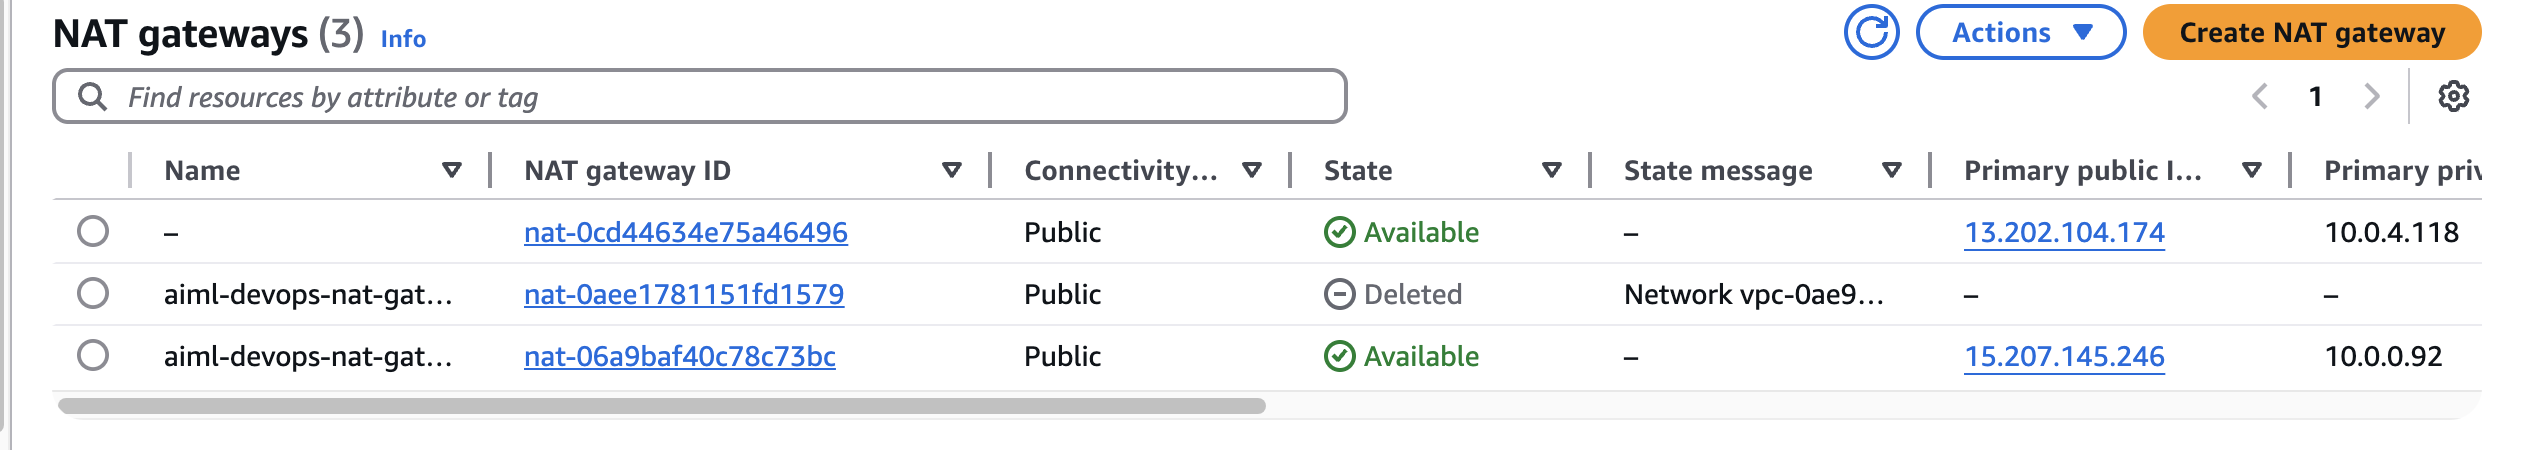 NAT gateways (3) Info
Actions
Create NAT gateway
Find resources by attribute or tag
1
Name NAT gateway ID Connectivity... State State message Primary public I... Primary priv
– nat-0cd44634e75a46496 Public Available – 13.202.104.174 10.0.4.118
aiml-devops-nat-gat... nat-0aee1781151fd1579 Public Deleted Network vpc-0ae9... – –
aiml-devops-nat-gat... nat-06a9baf40c78c73bc Public Available – 15.207.145.246 10.0.0.92